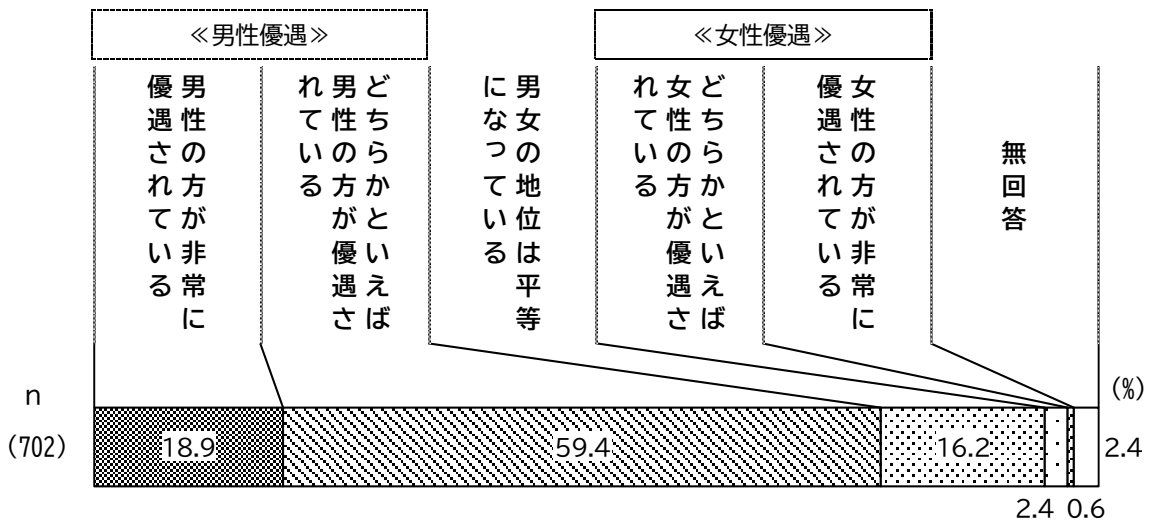 ≪男性優遇≫
≪女性優遇≫
男性の方が非常に
優遇されている
どちらかといえば
男性の方が優遇さ
れている
男女の地位は平等
になっている
どちらかといえば
女性の方が優遇さ
れている
女性の方が非常に
優遇されている
無回答
(%)
n
(702)
18.9
59.4
16.2
2.4
2.4
0.6